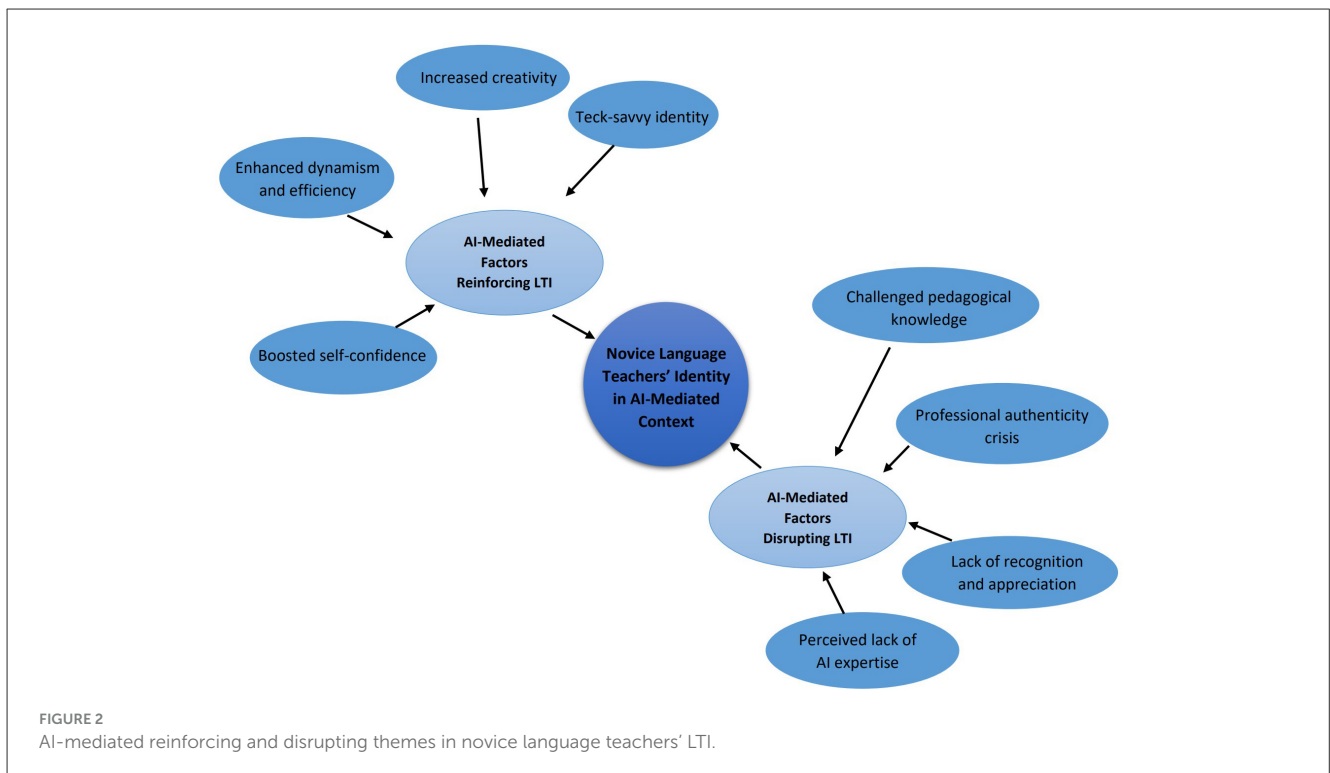 Increased creativity
Teck-savvy identity
Enhanced dynamism
and efficiency
AI-Mediated
Factors
Reinforcing LTI
Boosted self-confidence
Novice Language
Teachers’ Identity
in AI-Mediated
Context
Challenged pedagogical
knowledge
Professional authenticity
crisis
AI-Mediated
Factors
Disrupting LTI
Lack of recognition
and appreciation
Perceived lack of
AI expertise
FIGURE 2
AI-mediated reinforcing and disrupting themes in novice language teachers’ LTI.